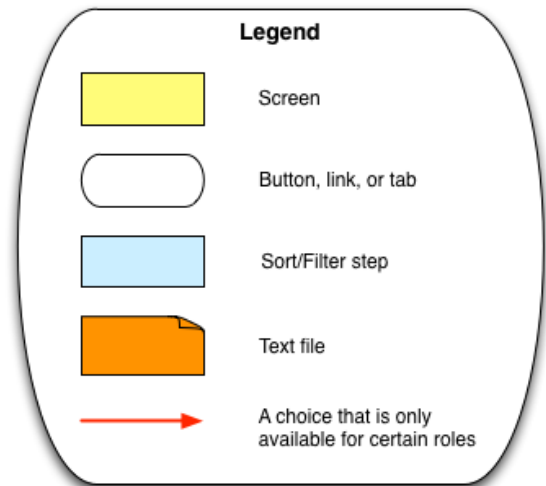 Legend
Screen
Button, link, or tab
Sort/Filter step
Text file
A choice that is only
available for certain roles